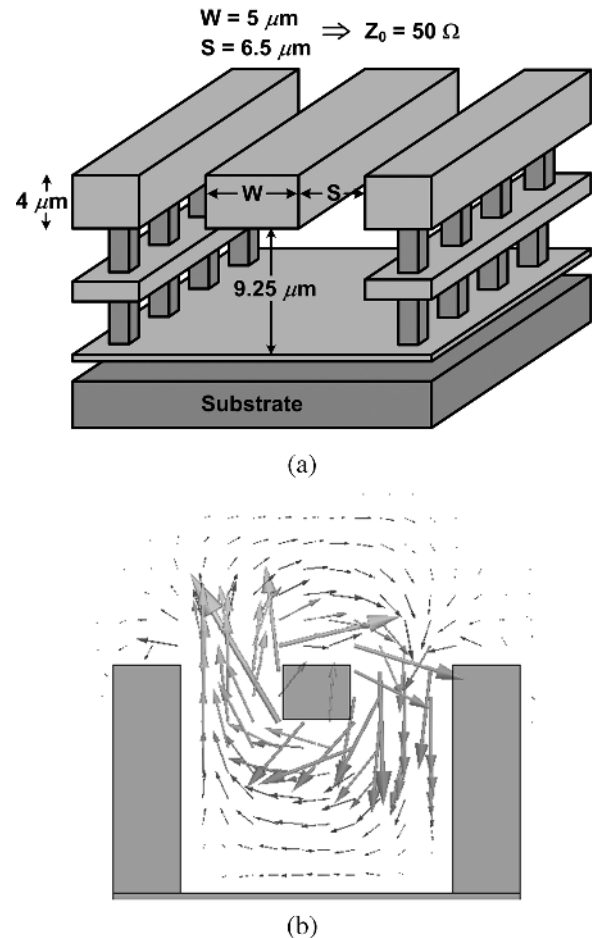 W = 5 μm
S = 6.5 μm
⇒ Z₀ = 50 Ω
4 μm
W
S
9.25 μm
Substrate
(a)
(b)